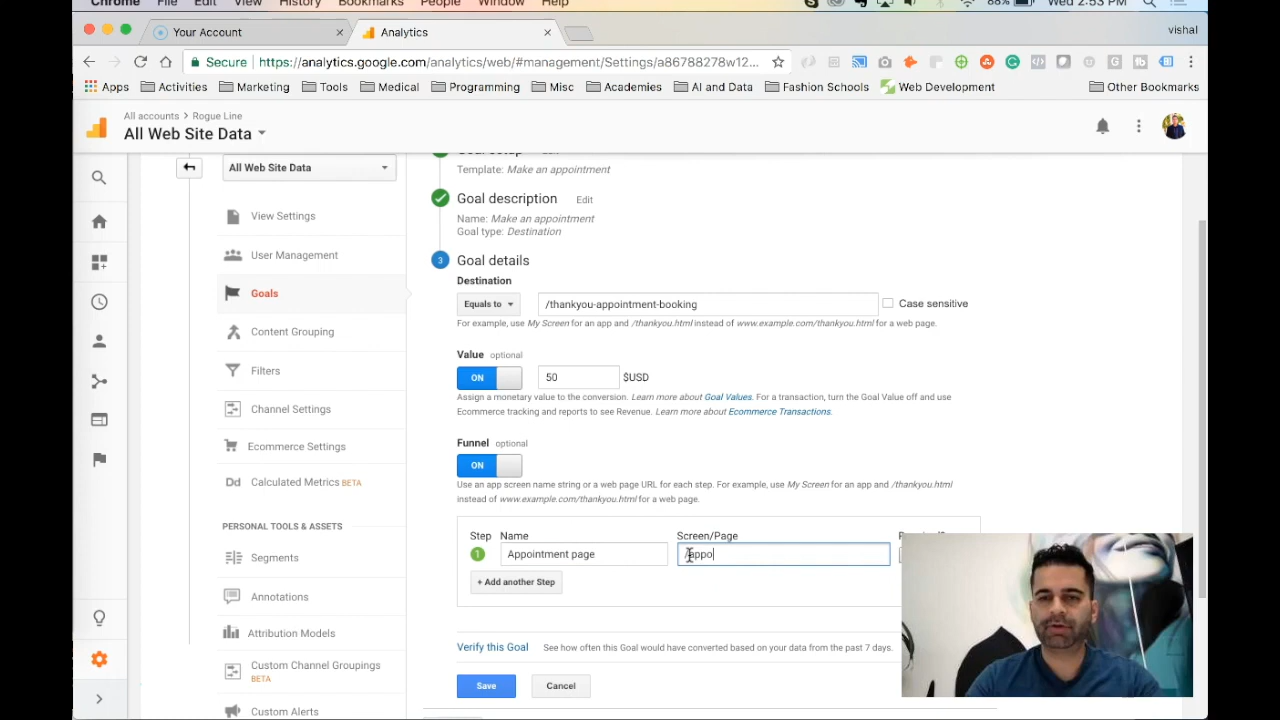 Chrome File Edit View History Bookmarks People Window Help
88% Wed 2:53 PM
Your Account
Analytics
vishal
Secure https://analytics.google.com/analytics/web/#management/Settings/a86788278w12...
Apps Activities Marketing Tools Medical Programming Misc Academies AI and Data Fashion Schools Web Development Other Bookmarks
All accounts > Rogue Line
All Web Site Data
All Web Site Data
View Settings
User Management
Goals
Content Grouping
Filters
Channel Settings
Ecommerce Settings
Dd Calculated Metrics BETA
PERSONAL TOOLS & ASSETS
Segments
Annotations
Attribution Models
Custom Channel Groupings
BETA
Custom Alerts
Template: Make an appointment
Goal description Edit
Name: Make an appointment
Goal type: Destination
3 Goal details
Destination
Equals to /thankyou-appointment-booking Case sensitive
For example, use My Screen for an app and /thankyou.html instead of www.example.com/thankyou.html for a web page.
Value optional
ON 50 $USD
Assign a monetary value to the conversion. Learn more about Goal Values. For a transaction, turn the Goal Value off and use
Ecommerce tracking and reports to see Revenue. Learn more about Ecommerce Transactions.
Funnel optional
ON
Use an app screen name string or a web page URL for each step. For example, use My Screen for an app and /thankyou.html
instead of www.example.com/thankyou.html for a web page.
Step Name Screen/Page
1 Appointment page /appo
+ Add another Step
Verify this Goal See how often this Goal would have converted based on your data from the past 7 days.
Save Cancel